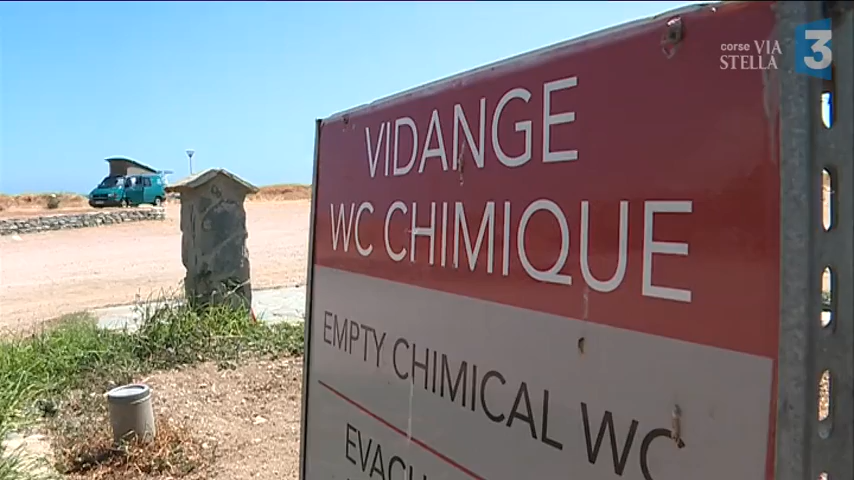 corse VIA
STELLA
3
VIDANGE
WC CHIMIQUE
EMPTY CHIMICAL WC